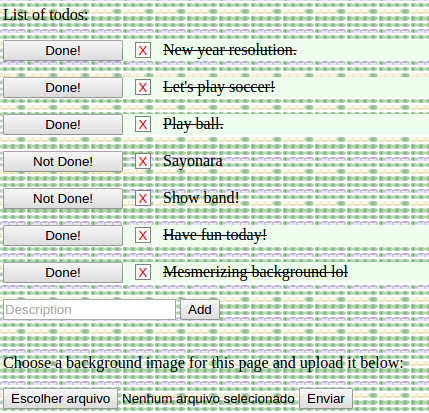 List of todos:
Done! X New year resolution.
Done! X Let's play soccer!
Done! X Play ball.
Not Done! X Sayonara
Not Done! X Show band!
Done! X Have fun today!
Done! X Mesmerizing background lol
Description Add
Choose a background image for this page and upload it below:
Escolher arquivo Nenhum arquivo selecionado Enviar